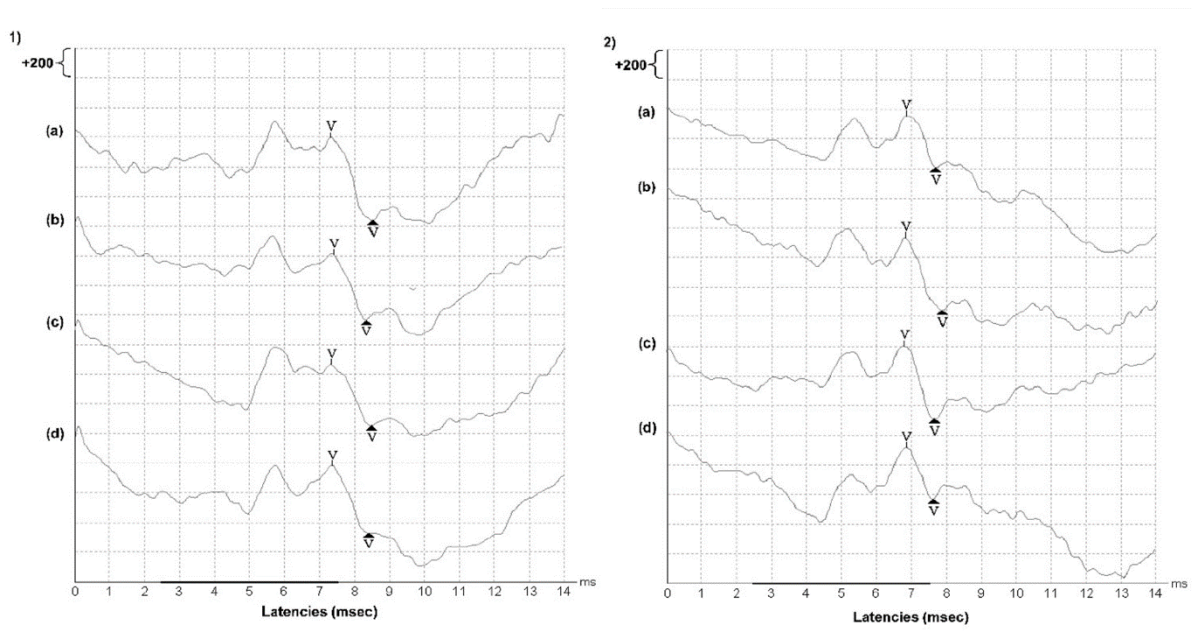 1)
+200
(a)
V
V
(b)
V
V
(c)
V
V
(d)
V
V
0 1 2 3 4 5 6 7 8 9 10 11 12 13 14 ms
Latencies (msec)
2)
+200
(a)
V
V
(b)
V
V
(c)
V
V
(d)
V
V
0 1 2 3 4 5 6 7 8 9 10 11 12 13 14 ms
Latencies (msec)